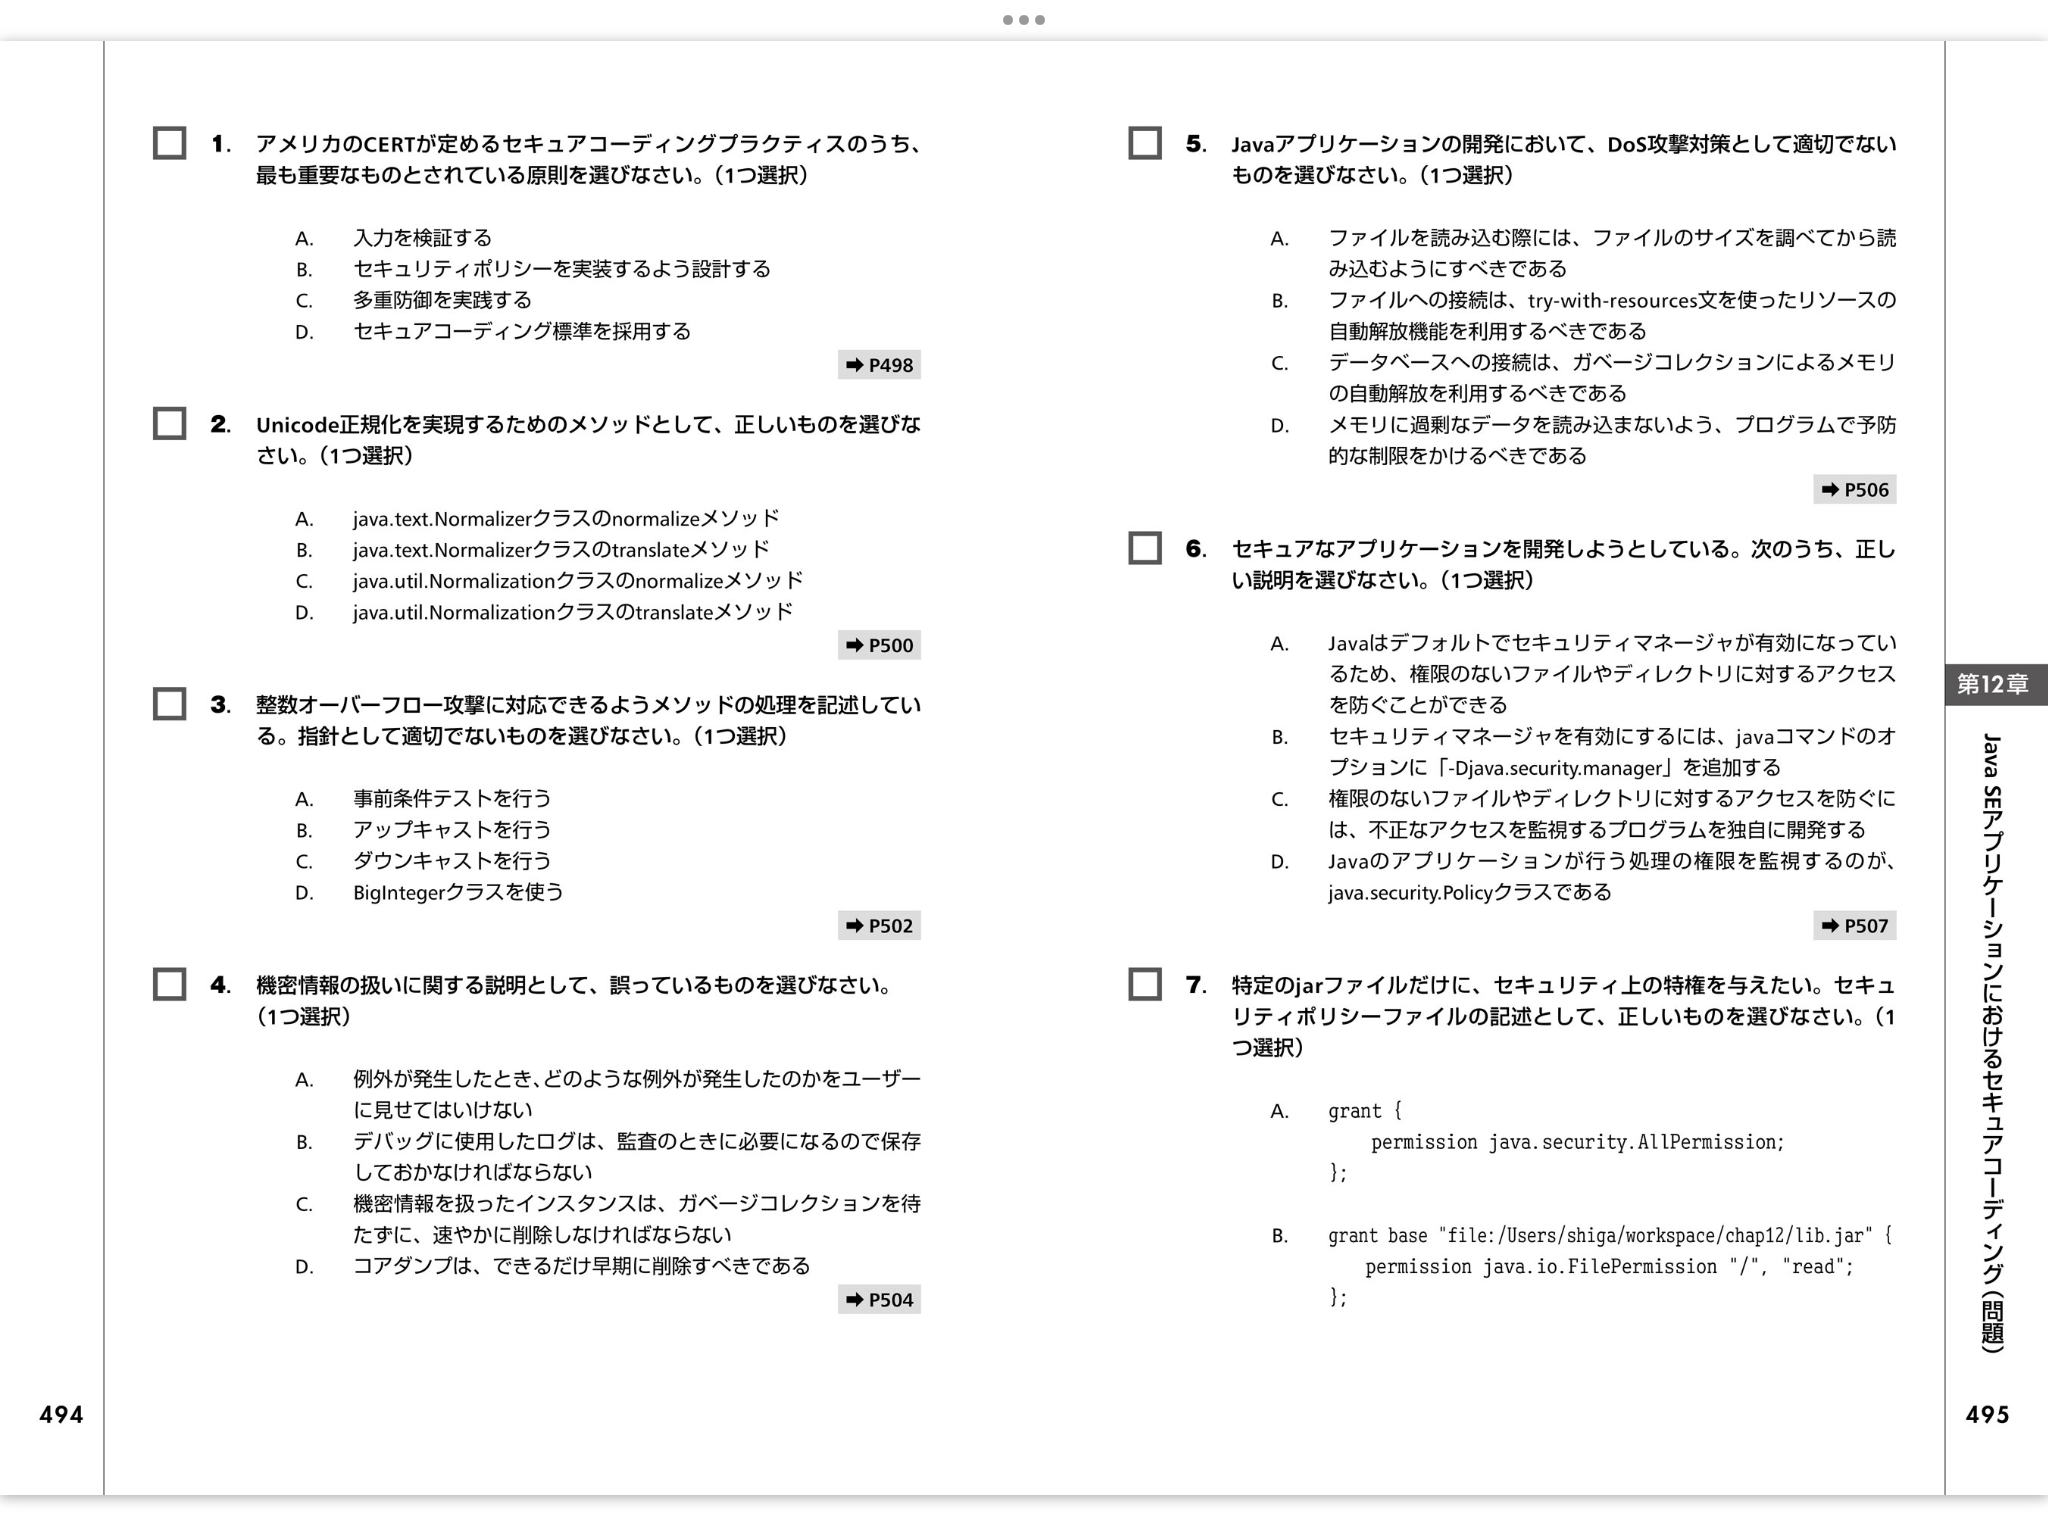 1. アメリカのCERTが定めるセキュアコーディングプラクティスのうち、
最も重要なものとされている原則を選びなさい。（1つ選択）
A. 入力を検証する
B. セキュリティポリシーを実装するよう設計する
C. 多重防御を実践する
D. セキュアコーディング標準を採用する
➡ P498
2. Unicode正規化を実現するためのメソッドとして、正しいものを選びな
さい。（1つ選択）
A. java.text.Normalizerクラスのnormalizeメソッド
B. java.text.Normalizerクラスのtranslateメソッド
C. java.util.Normalizationクラスのnormalizeメソッド
D. java.util.Normalizationクラスのtranslateメソッド
➡ P500
3. 整数オーバーフロー攻撃に対応できるようメソッドの処理を記述してい
る。指針として適切でないものを選びなさい。（1つ選択）
A. 事前条件テストを行う
B. アップキャストを行う
C. ダウンキャストを行う
D. BigIntegerクラスを使う
➡ P502
4. 機密情報の扱いに関する説明として、誤っているものを選びなさい。
（1つ選択）
A. 例外が発生したとき、どのような例外が発生したのかをユーザー
に見せてはいけない
B. デバッグに使用したログは、監査のときに必要になるので保存
しておかなければならない
C. 機密情報を扱ったインスタンスは、ガベージコレクションを待
たずに、速やかに削除しなければならない
D. コアダンプは、できるだけ早期に削除すべきである
➡ P504
494
5. Javaアプリケーションの開発において、DoS攻撃対策として適切でない
ものを選びなさい。（1つ選択）
A. ファイルを読み込む際には、ファイルのサイズを調べてから読
み込むようにすべきである
B. ファイルへの接続は、try-with-resources文を使ったリソースの
自動解放機能を利用するべきである
C. データベースへの接続は、ガベージコレクションによるメモリ
の自動解放を利用するべきである
D. メモリに過剰なデータを読み込まないよう、プログラムで予防
的な制限をかけるべきである
➡ P506
6. セキュアなアプリケーションを開発しようとしている。次のうち、正し
い説明を選びなさい。（1つ選択）
A. Javaはデフォルトでセキュリティマネージャが有効になってい
るため、権限のないファイルやディレクトリに対するアクセス
を防ぐことができる
B. セキュリティマネージャを有効にするには、javaコマンドのオ
プションに「-Djava.security.manager」を追加する
C. 権限のないファイルやディレクトリに対するアクセスを防ぐに
は、不正なアクセスを監視するプログラムを独自に開発する
D. Javaのアプリケーションが行う処理の権限を監視するのが、
java.security.Policyクラスである
➡ P507
7. 特定のjarファイルだけに、セキュリティ上の特権を与えたい。セキュ
リティポリシーファイルの記述として、正しいものを選びなさい。（1
つ選択）
A. grant {
permission java.security.AllPermission;
};
B. grant base "file:/Users/shiga/workspace/chap12/lib.jar" {
permission java.io.FilePermission "/", "read";
};
第12章
Java SEアプリケーションにおけるセキュアコーディング（問題）
495